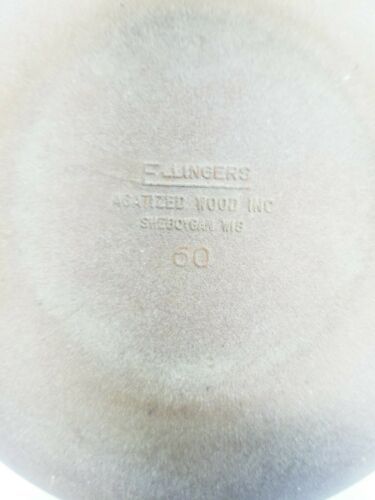 ELLINGERS
AGATIZED WOOD INC
SHEBOYGAN WIS
60